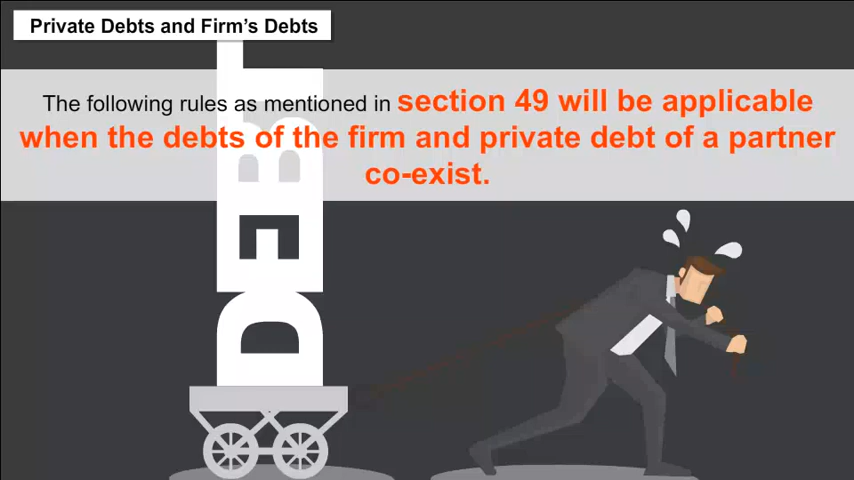 Private Debts and Firm's Debts
The following rules as mentioned in section 49 will be applicable
when the debts of the firm and private debt of a partner
co-exist.
DEBT